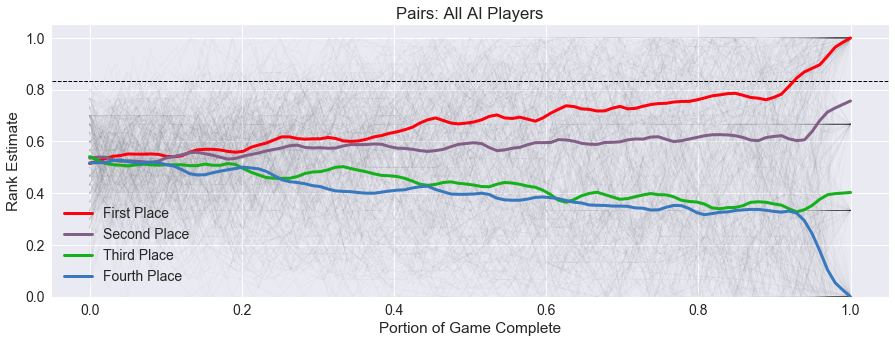 Pairs: All AI Players
Rank Estimate
1.0
0.8
0.6
0.4
0.2
0.0
First Place
Second Place
Third Place
Fourth Place
0.0 0.2 0.4 0.6 0.8 1.0
Portion of Game Complete